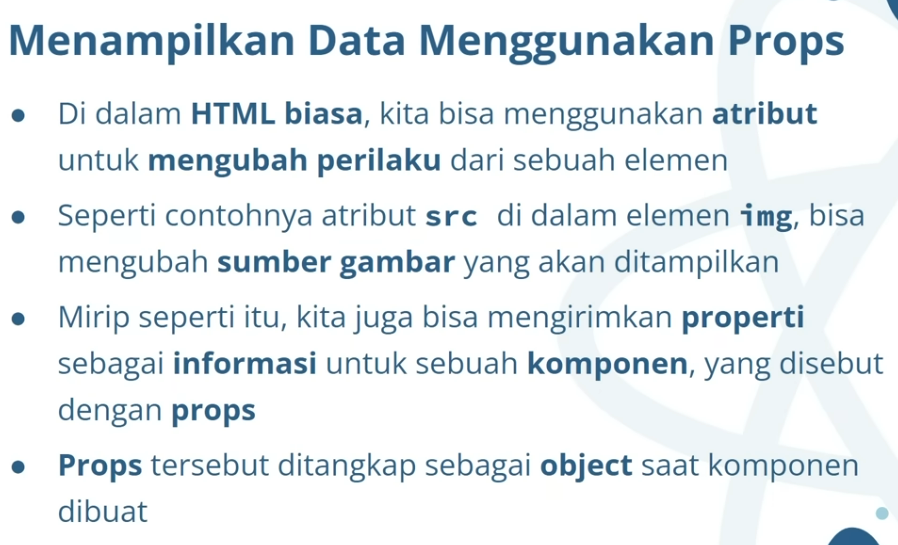 Menampilkan Data Menggunakan Props
● Di dalam HTML biasa, kita bisa menggunakan atribut
untuk mengubah perilaku dari sebuah elemen
● Seperti contohnya atribut src di dalam elemen img, bisa
mengubah sumber gambar yang akan ditampilkan
● Mirip seperti itu, kita juga bisa mengirimkan properti
sebagai informasi untuk sebuah komponen, yang disebut
dengan props
● Props tersebut ditangkap sebagai object saat komponen
dibuat